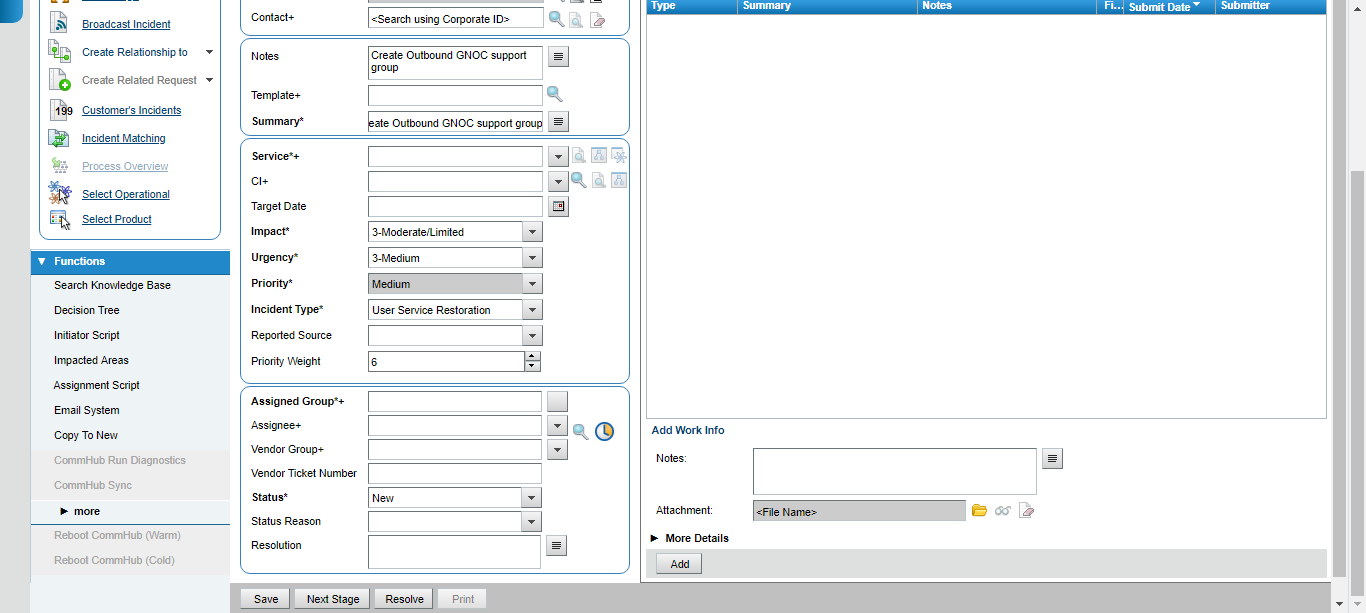 Broadcast Incident
Create Relationship to
Create Related Request
199 Customer's Incidents
Incident Matching
Process Overview
Select Operational
Select Product
Functions
Search Knowledge Base
Decision Tree
Initiator Script
Impacted Areas
Assignment Script
Email System
Copy To New
CommHub Run Diagnostics
CommHub Sync
more
Reboot CommHub (Warm)
Reboot CommHub (Cold)
Contact+ <Search using Corporate ID>
Notes Create Outbound GNOC support
group
Template+
Summary* eate Outbound GNOC support group
Service*+
CI+
Target Date
Impact* 3-Moderate/Limited
Urgency* 3-Medium
Priority* Medium
Incident Type* User Service Restoration
Reported Source
Priority Weight 6
Assigned Group*+
Assignee+
Vendor Group+
Vendor Ticket Number
Status* New
Status Reason
Resolution
Save Next Stage Resolve Print
Type Summary Notes Fi... Submit Date Submitter
Add Work Info
Notes:
Attachment: <File Name>
More Details
Add